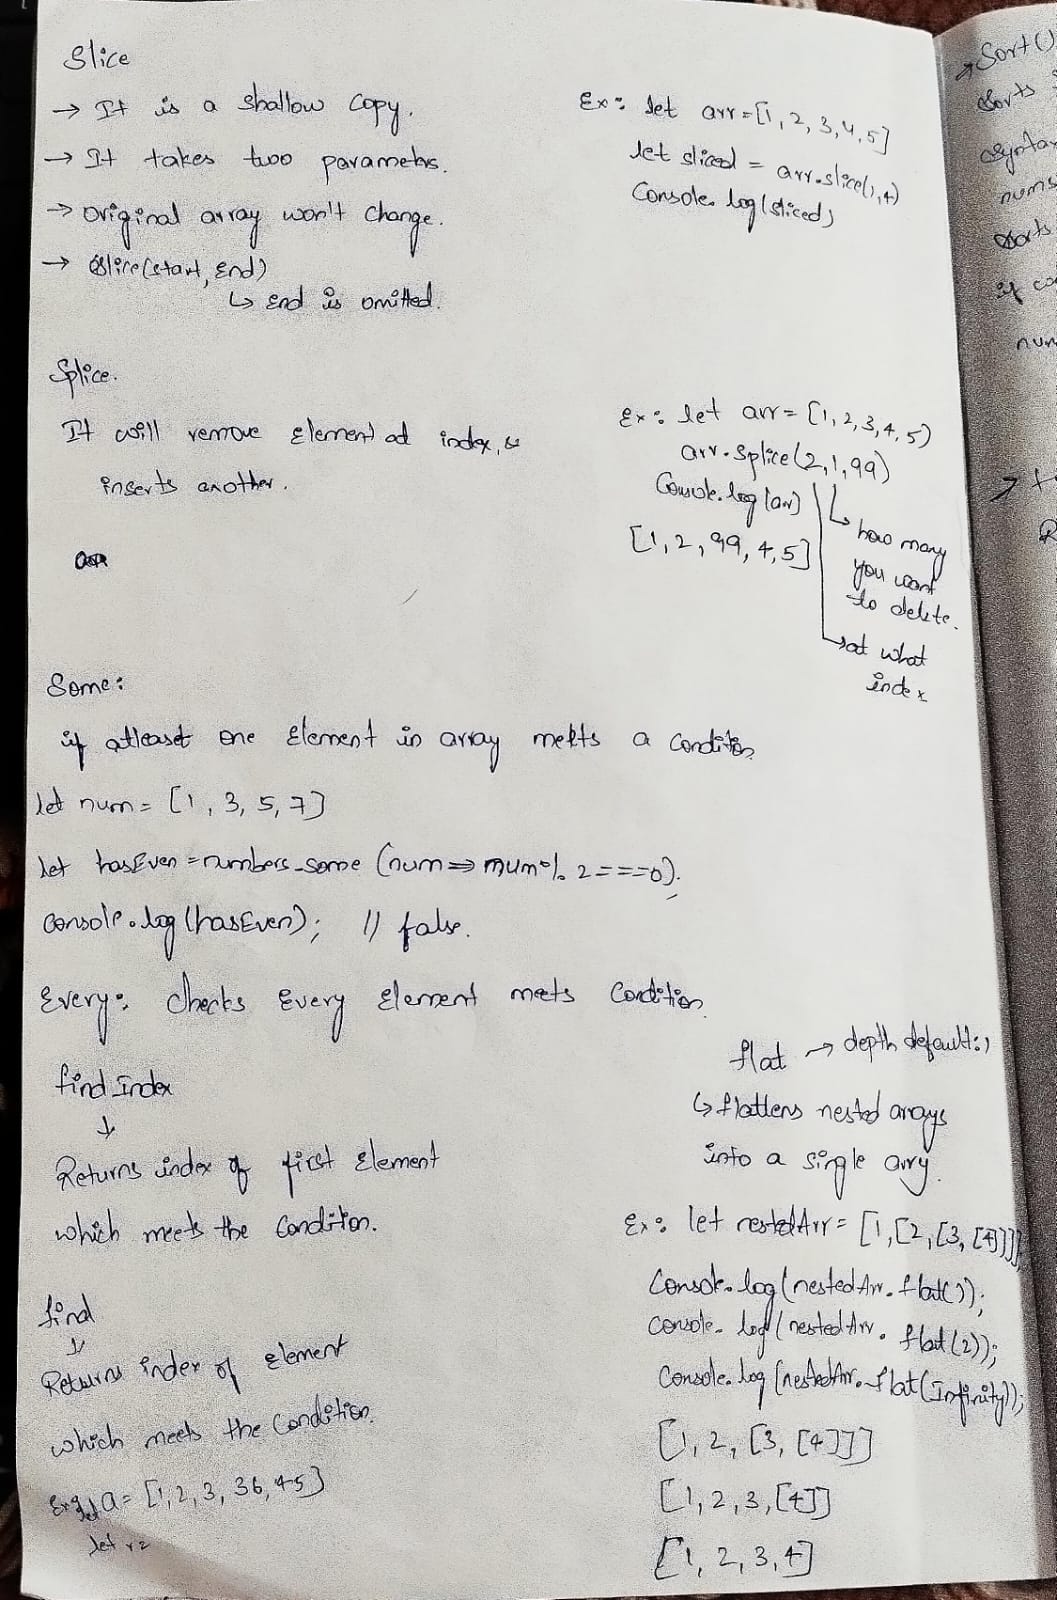 Slice
→ It is a shallow copy.
→ It takes two parameters.
→ original array won't change.
→ Slice(start, End)
↳ End is omitted.
Ex: let arr=[1, 2, 3, 4, 5]
let sliced = arr.slice(1,4)
Console.log(sliced)
Splice.
It will remove Element at index, &
inserts another.
Ex: let arr = [1, 2, 3, 4, 5)
arr.splice(2,1,99)
Console.log(arr)
[1, 2, 99, 4, 5]
↳ how many
you want
to delete.
↳ at what
index
Some:
if atleast one Element in array meets a Condition
let num = [1, 3, 5, 7]
let hasEven = numbers.some (num => num % 2 === 0).
Console.log(hasEven); // false.
Every: checks Every Element meets Condition
find Index
↓
Returns index of first Element
which meets the Condition.
find
↓
Returns index of Element
which meets the Condition.
a = [1, 2, 3, 36, 45]
let
flat → depth default:1
↳ flattens nested arrays
into a single arry.
Ex: let nestedArr = [1, [2, [3, [4]]]]
Console.log(nestedArr.flat());
console.log(nestedArr.flat(2));
Console.log(nestedArr.flat(Infinity));
[1, 2, [3, [4]]]
[1, 2, 3, [4]]
[1, 2, 3, 4]
→ Sort()
Sorts
nums
Sorts
if